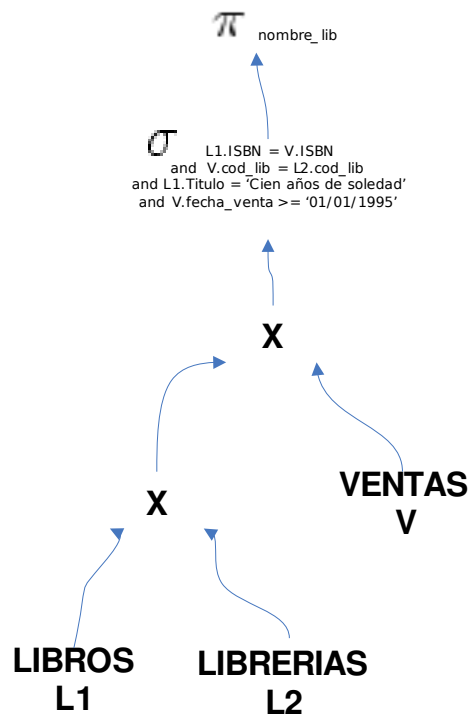 π nombre_lib
σ L1.ISBN = V.ISBN
and V.cod_lib = L2.cod_lib
and L1.Titulo = ‘Cien años de soledad’
and V.fecha_venta >= ‘01/01/1995’
X
X
VENTAS
V
LIBROS
L1
LIBRERIAS
L2